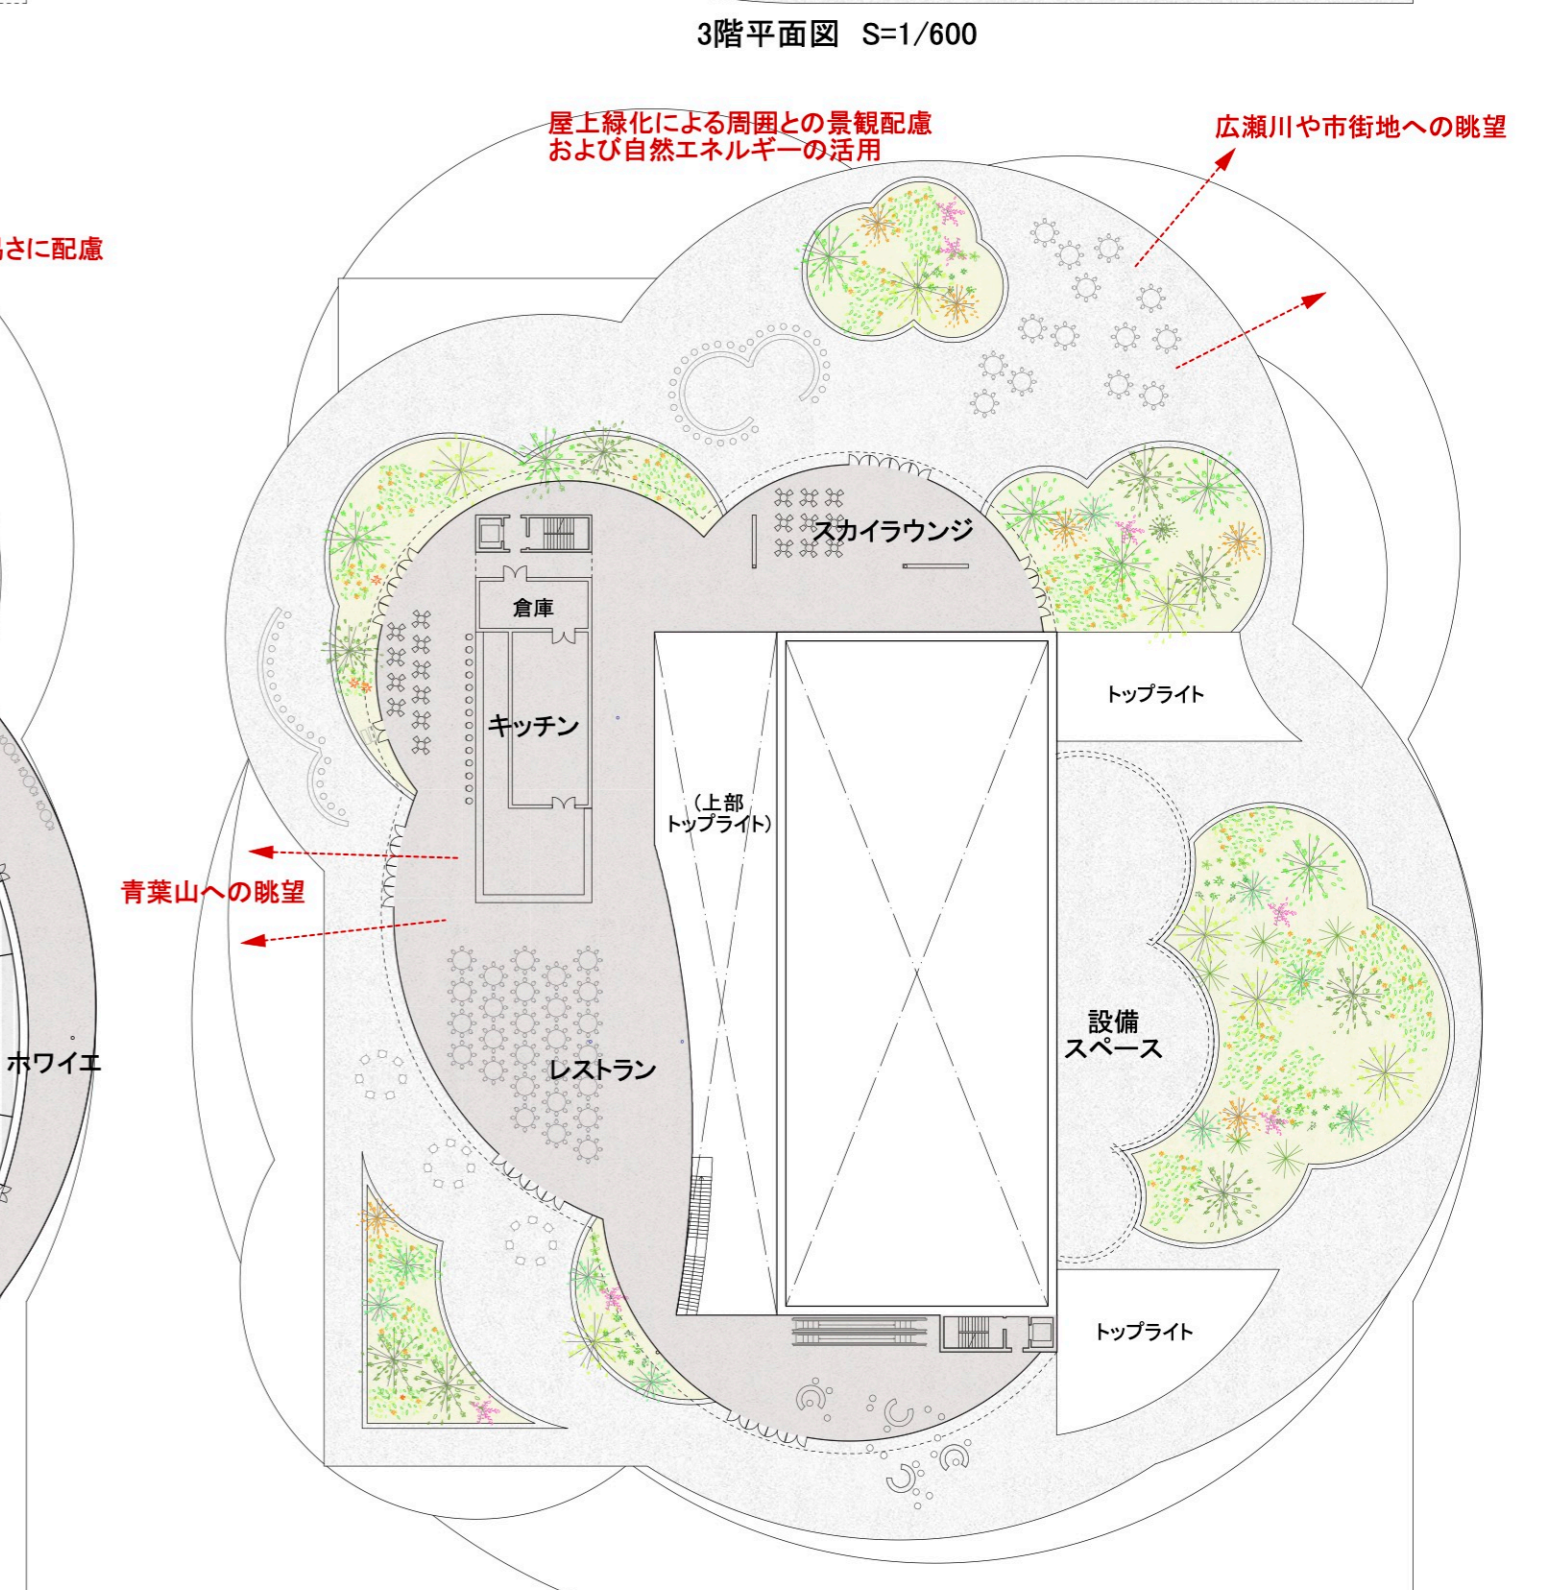 3階平面図 S=1/600
屋上緑化による周囲との景観配慮
および自然エネルギーの活用
広瀬川や市街地への眺望
さに配慮
スカイラウンジ
倉庫
トップライト
キッチン
（上部
トップライト）
青葉山への眺望
設備
スペース
ホワイエ
レストラン
トップライト